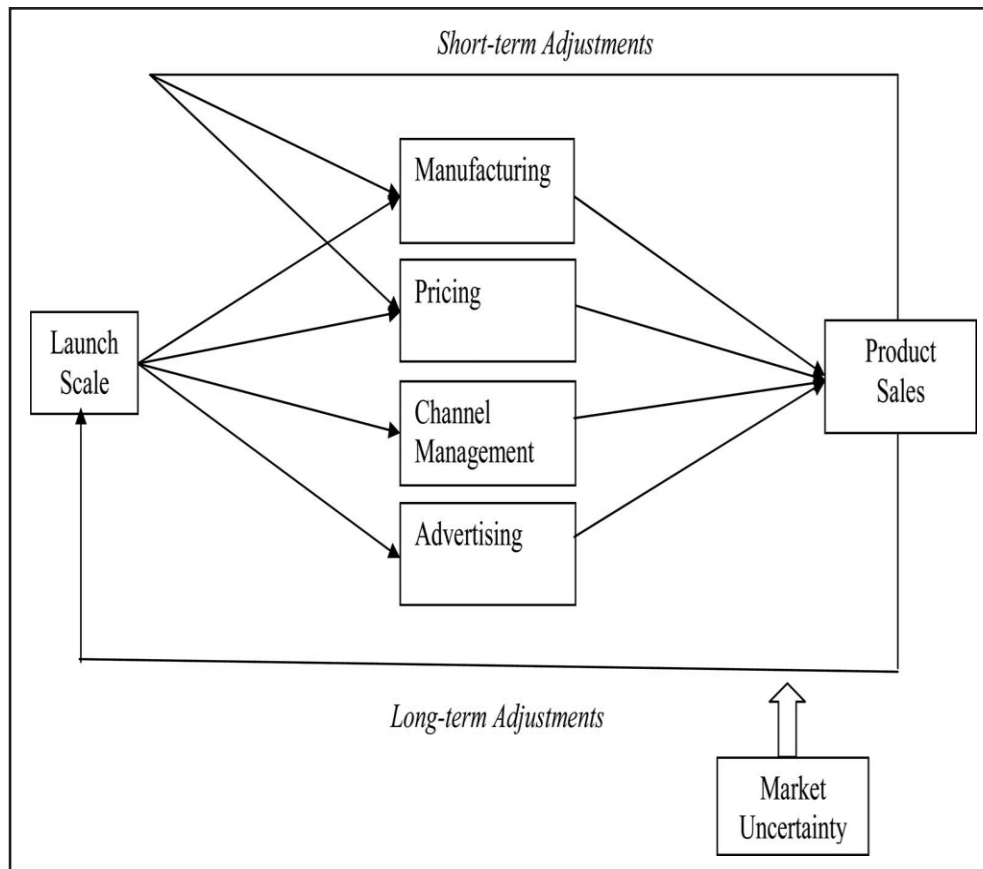 Short-term Adjustments
Manufacturing
Pricing
Launch
Scale
Product
Sales
Channel
Management
Advertising
Long-term Adjustments
Market
Uncertainty